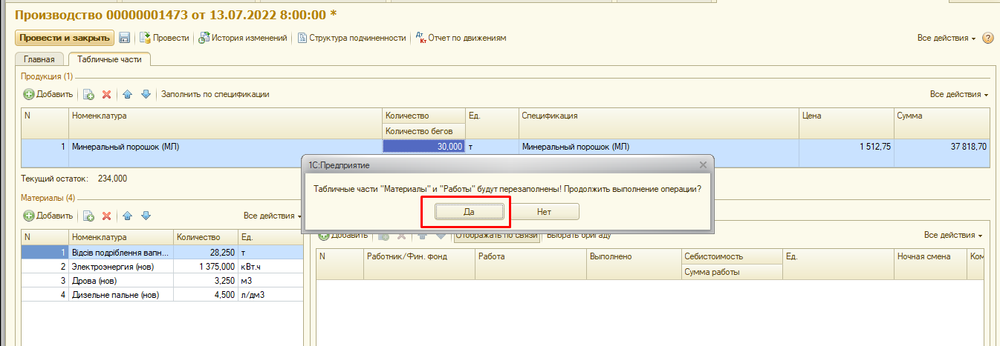 Производство 00000001473 от 13.07.2022 8:00:00 *
Провести и закрыть Провести История изменений Структура подчиненности Дт Кт Отчет по движениям Все действия ?
Главная Табличные части
Продукция (1)
Добавить Заполнить по спецификации Все действия
N Номенклатура Количество Ед. Спецификация Цена Сумма
Количество бегов
1 Минеральный порошок (МЛ) 30,000 т Минеральный порошок (МЛ) 1 512,75 37 818,70
1С:Предприятие
Табличные части "Материалы" и "Работы" будут перезаполнены! Продолжить выполнение операции?
Да Нет
Текущий остаток: 234,000
Материалы (4)
Добавить Все действия
N Номенклатура Количество Ед.
1 Відсів подріблення вапн... 28,250 т
2 Электроэнергия (нов) 1 375,000 кВт.ч
3 Дрова (нов) 3,250 м3
4 Дизельне пальне (нов) 4,500 л/дм3
Добавить Отображать по связи Выбрать бригаду Все действия
N Работник/Фин. фонд Работа Выполнено Себистоимость Ед. Ночная смена Ком
Сумма работы